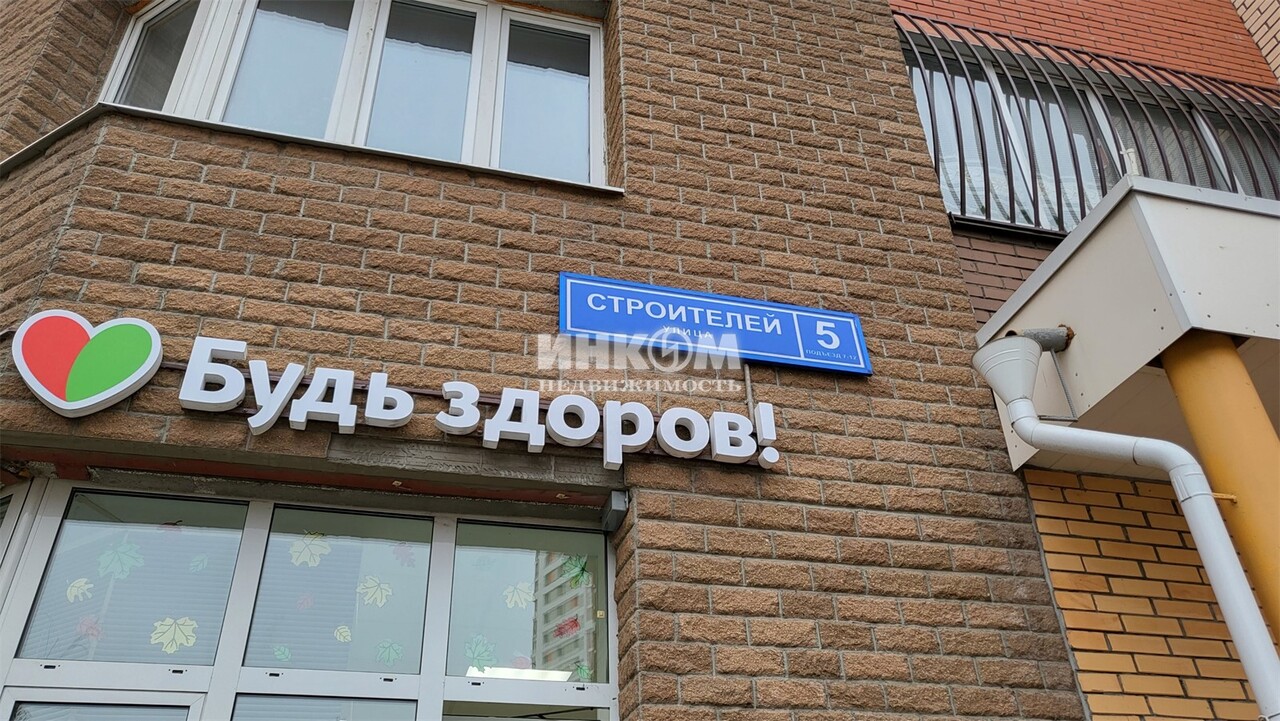 СТРОИТЕЛЕЙ
УЛИЦА
5
ИНКОМ
НЕДВИЖИМОСТЬ
Будь здоров!